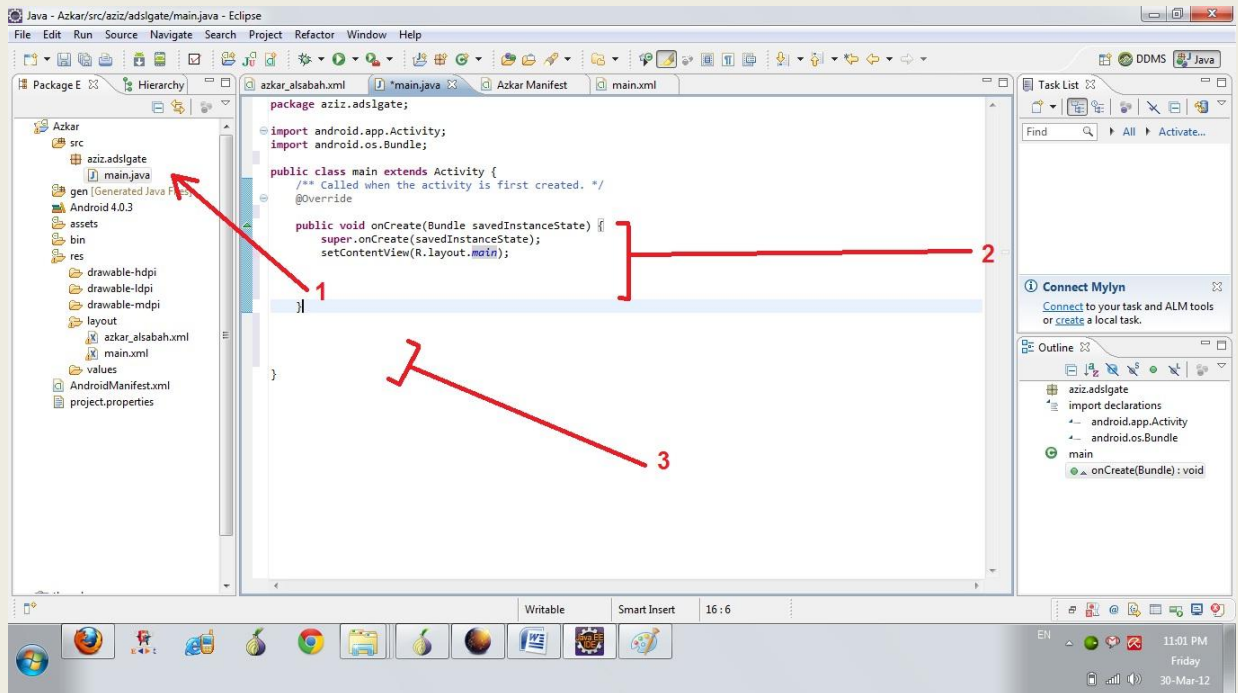 Java - Azkar/src/aziz/adslgate/main.java - Eclipse
File Edit Run Source Navigate Search Project Refactor Window Help
DDMS Java
Package E Hierarchy
Azkar
src
aziz.adslgate
main.java
gen [Generated Java Files]
Android 4.0.3
assets
bin
res
drawable-hdpi
drawable-ldpi
drawable-mdpi
layout
azkar_alsabah.xml
main.xml
values
AndroidManifest.xml
project.properties
azkar_alsabah.xml *main.java Azkar Manifest main.xml
package aziz.adslgate;
import android.app.Activity;
import android.os.Bundle;
public class main extends Activity {
/** Called when the activity is first created. */
@Override
public void onCreate(Bundle savedInstanceState) {
super.onCreate(savedInstanceState);
setContentView(R.layout.main);
}
}
1
2
3
Task List
Find All Activate...
Connect Mylyn
Connect to your task and ALM tools
or create a local task.
Outline
aziz.adslgate
import declarations
android.app.Activity
android.os.Bundle
main
onCreate(Bundle) : void
Writable Smart Insert 16 : 6
EN
11:01 PM
Friday
30-Mar-12